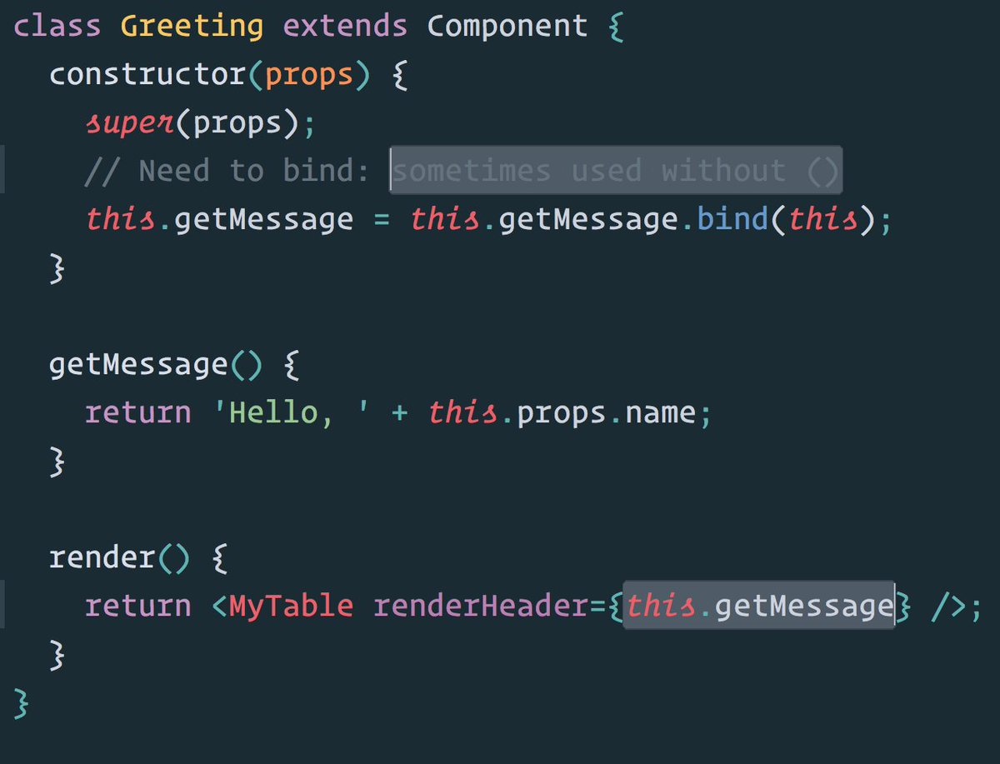 class Greeting extends Component {
  constructor(props) {
    super(props);
    // Need to bind: sometimes used without ()
    this.getMessage = this.getMessage.bind(this);
  }

  getMessage() {
    return 'Hello, ' + this.props.name;
  }

  render() {
    return <MyTable renderHeader={this.getMessage} />;
  }
}